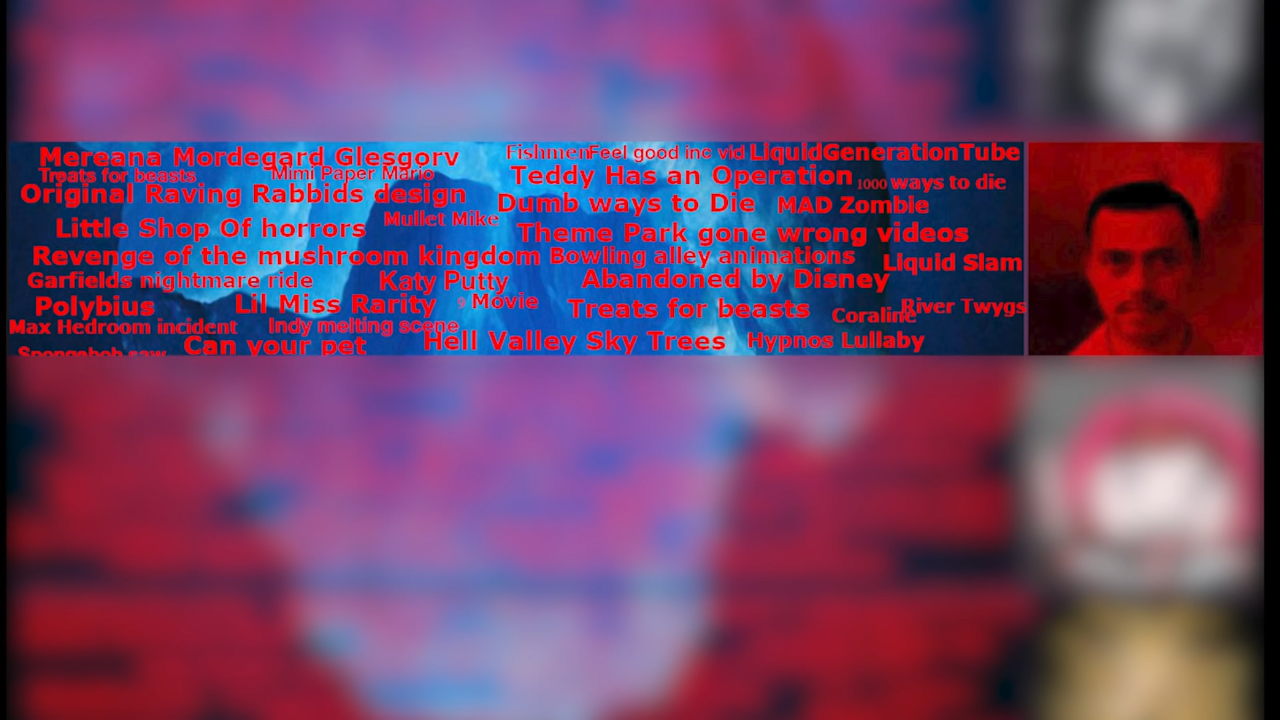 Mereana Mordegard Glesgorv
FishmenFeel good inc vid LiquidGenerationTube
Treats for beasts
Mimi Paper Mario
Teddy Has an Operation
1000 ways to die
Original Raving Rabbids design
Dumb ways to Die
MAD Zombie
Little Shop Of horrors
Mullet Mike
Theme Park gone wrong videos
Revenge of the mushroom kingdom
Bowling alley animations
Liquid Slam
Garfields nightmare ride
Katy Putty
Abandoned by Disney
Polybius
Lil Miss Rarity
9 Movie
Treats for beasts
Coraline
River Twygs
Max Hedroom incident
Indy melting scene
Can your pet
Hell Valley Sky Trees
Hypnos Lullaby
Spongebob saw